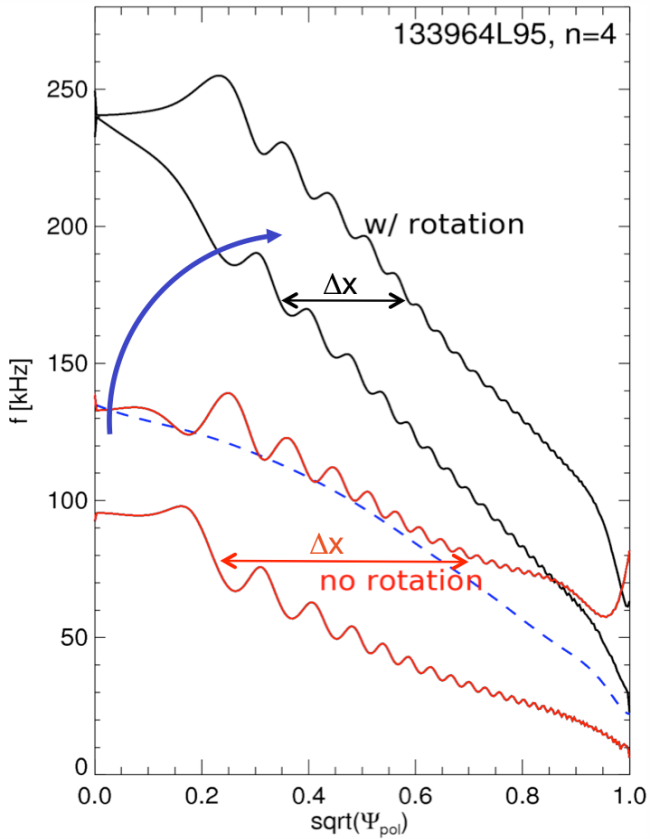 133964L95, n=4
250
200
150
100
50
0
f [kHz]
w/ rotation
Δx
Δx
no rotation
0.0 0.2 0.4 0.6 0.8 1.0
sqrt(Ψpol)